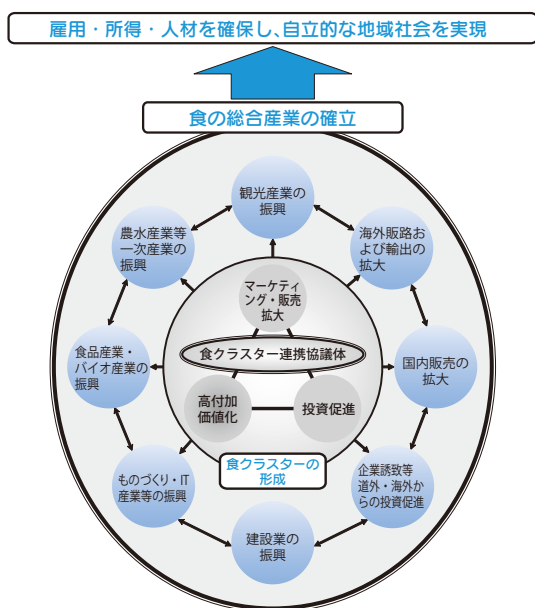 雇用・所得・人材を確保し、自立的な地域社会を実現
食の総合産業の確立
観光産業の
振興
農水産業等
一次産業の
振興
海外販路お
よび輸出の
拡大
マーケティ
ング・販売
拡大
食クラスター連携協議体
食品産業・
バイオ産業の
振興
国内販売の
拡大
高付加
価値化
投資促進
食クラスターの
形成
ものづくり・IT
産業等の振興
企業誘致等
道外・海外か
らの投資促進
建設業の
振興